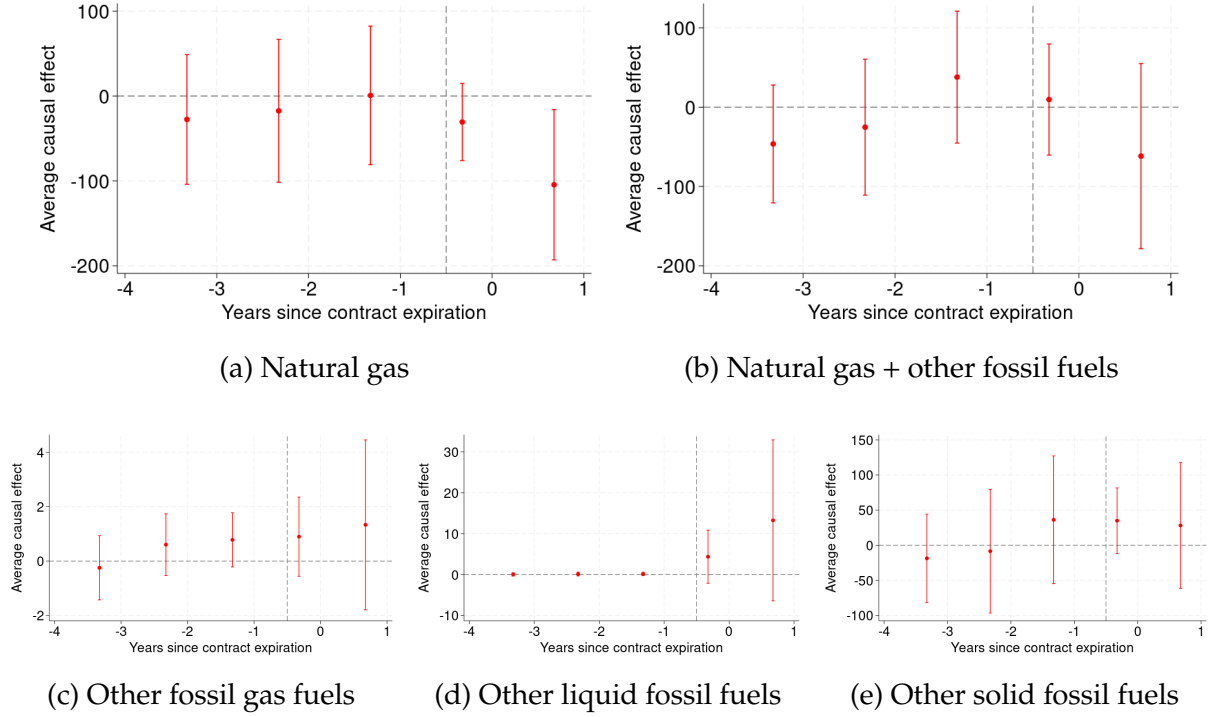 100
0
-100
-200
Average causal effect
-4 -3 -2 -1 0 1
Years since contract expiration
(a) Natural gas
100
0
-100
-200
Average causal effect
-4 -3 -2 -1 0 1
Years since contract expiration
(b) Natural gas + other fossil fuels
4
2
0
-2
Average causal effect
-4 -3 -2 -1 0 1
Years since contract expiration
(c) Other fossil gas fuels
30
20
10
0
-10
Average causal effect
-4 -3 -2 -1 0 1
Years since contract expiration
(d) Other liquid fossil fuels
150
100
50
0
-50
-100
Average causal effect
-4 -3 -2 -1 0 1
Years since contract expiration
(e) Other solid fossil fuels